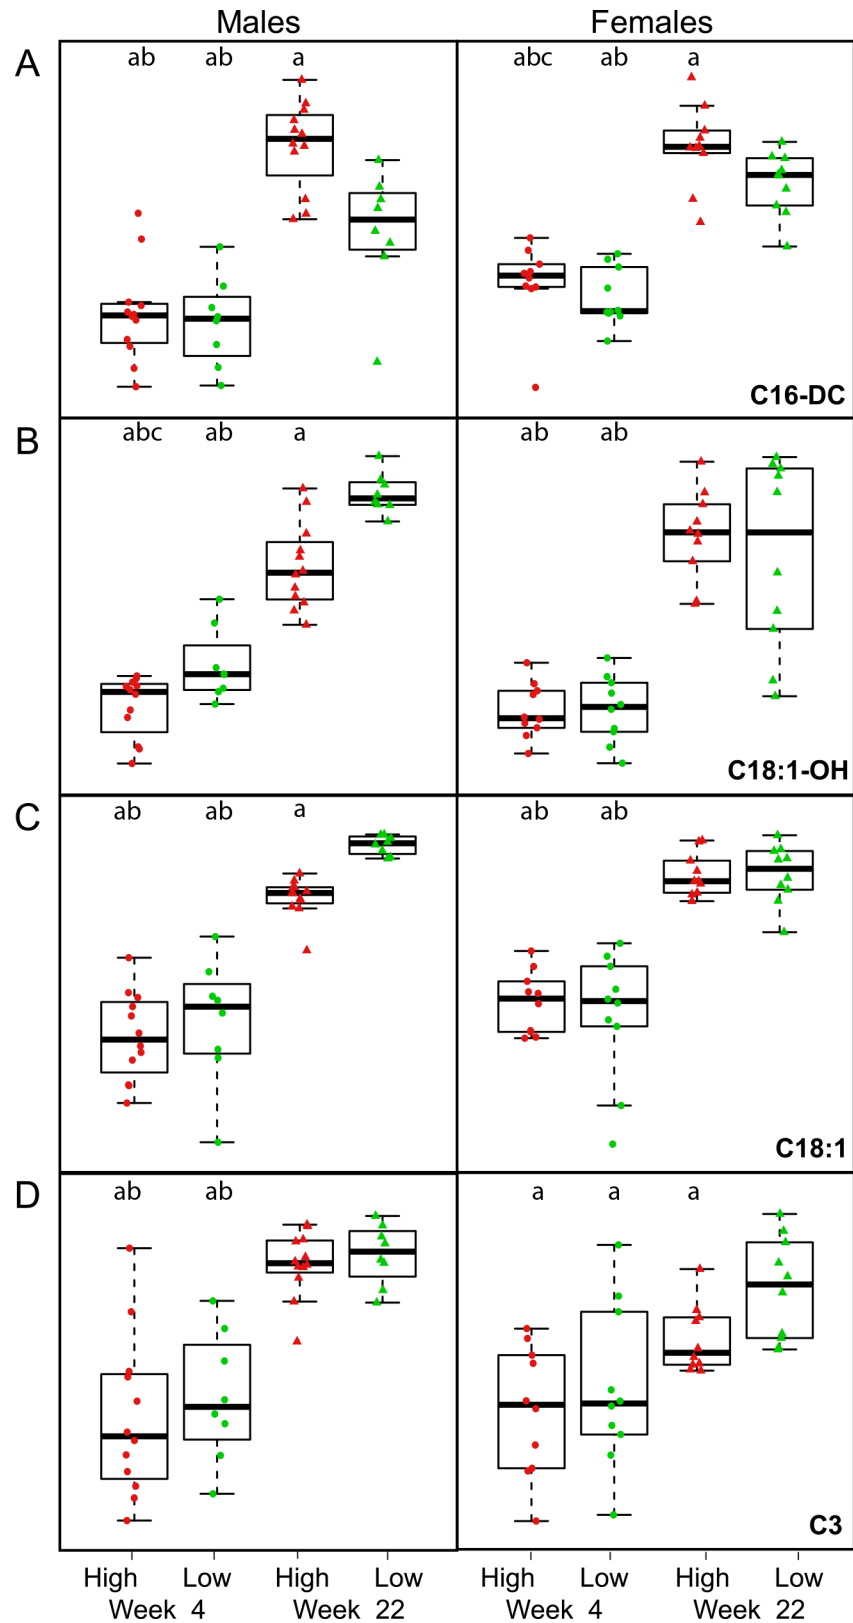 Males Females
A
ab ab a abc ab a
C16-DC
B
abc ab a ab ab
C18:1-OH
C
ab ab a ab ab
C18:1
D
ab ab a a a
C3
High Low High Low High Low High Low
Week 4 Week 22 Week 4 Week 22